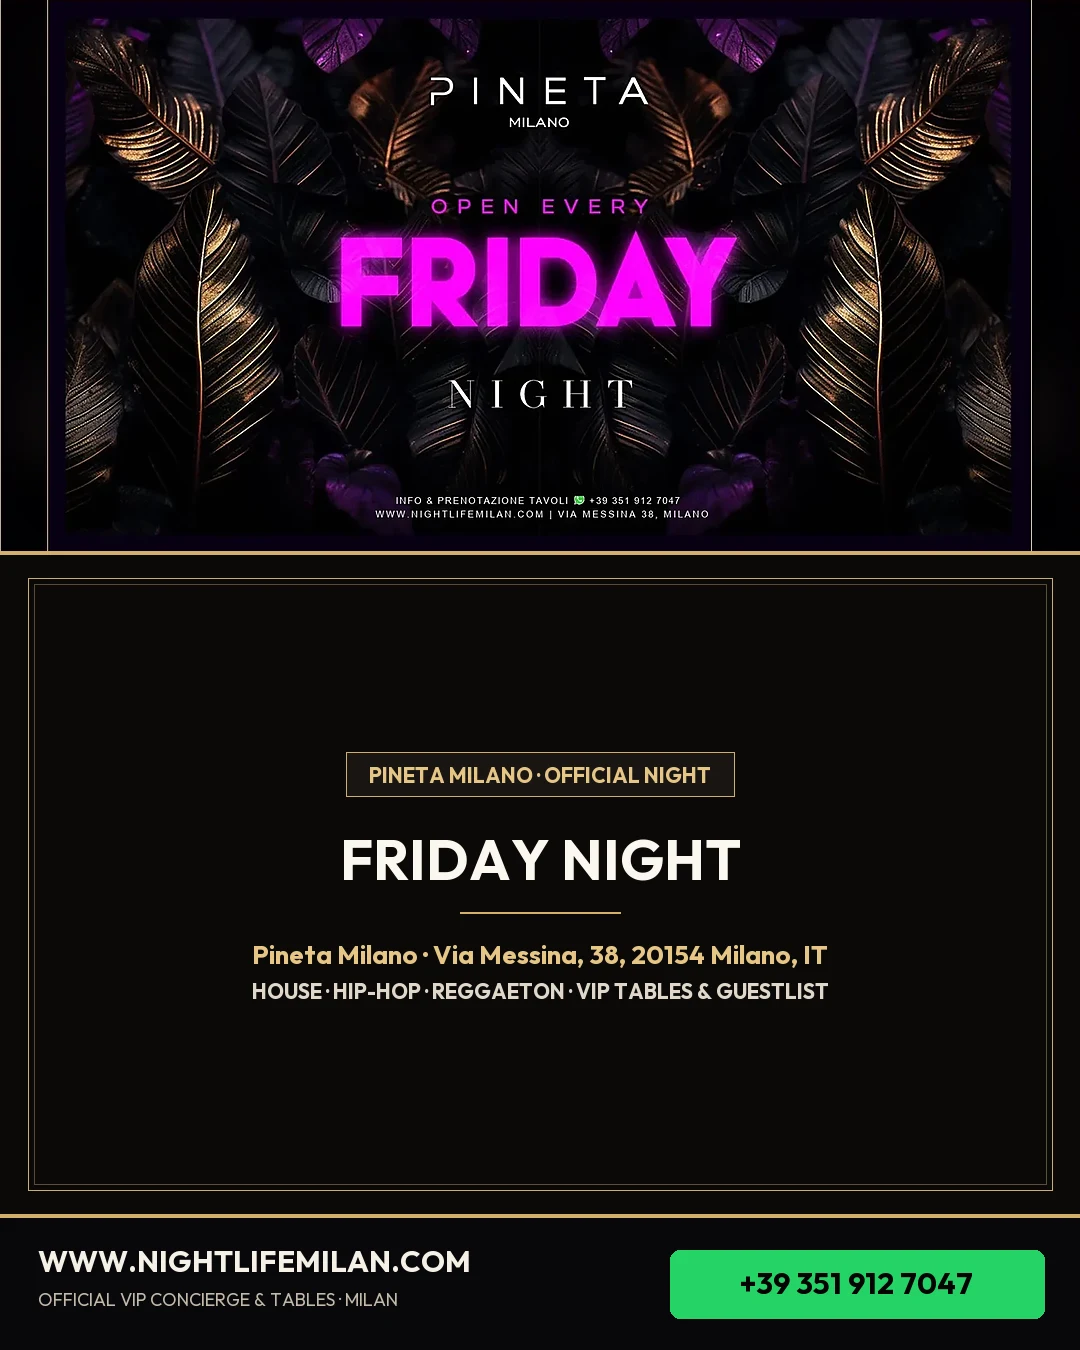 PINETA
MILANO
OPEN EVERY
FRIDAY
NIGHT
INFO & PRENOTAZIONE TAVOLI +39 351 912 7047
WWW.NIGHTLIFEMILAN.COM | VIA MESSINA 38, MILANO
PINETA MILANO · OFFICIAL NIGHT
FRIDAY NIGHT
Pineta Milano · Via Messina, 38, 20154 Milano, IT
HOUSE · HIP-HOP · REGGAETON · VIP TABLES & GUESTLIST
WWW.NIGHTLIFEMILAN.COM
OFFICIAL VIP CONCIERGE & TABLES · MILAN
+39 351 912 7047